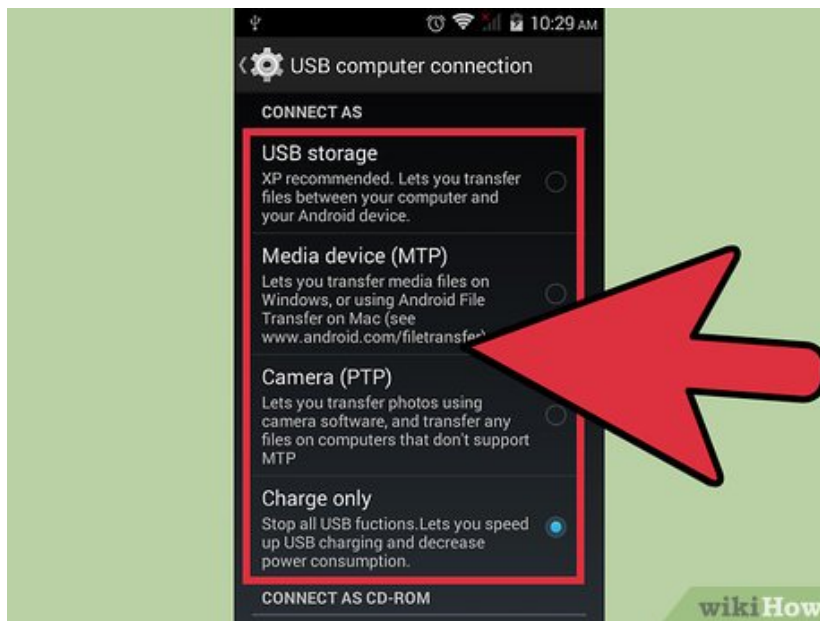 10:29 AM
USB computer connection
CONNECT AS
USB storage
XP recommended. Lets you transfer
files between your computer and
your Android device.
Media device (MTP)
Lets you transfer media files on
Windows, or using Android File
Transfer on Mac (see
www.android.com/filetransfer)
Camera (PTP)
Lets you transfer photos using
camera software, and transfer any
files on computers that don't support
MTP
Charge only
Stop all USB fuctions.Lets you speed
up USB charging and decrease
power consumption.
CONNECT AS CD-ROM
wikiHow